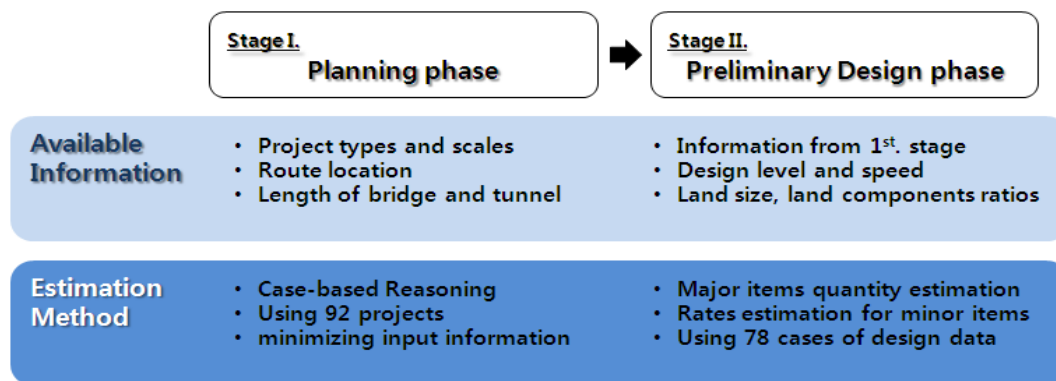 Stage I.
Planning phase
Stage II.
Preliminary Design phase
Available
Information
• Project types and scales
• Route location
• Length of bridge and tunnel
• Information from 1st. stage
• Design level and speed
• Land size, land components ratios
Estimation
Method
• Case-based Reasoning
• Using 92 projects
• minimizing input information
• Major items quantity estimation
• Rates estimation for minor items
• Using 78 cases of design data